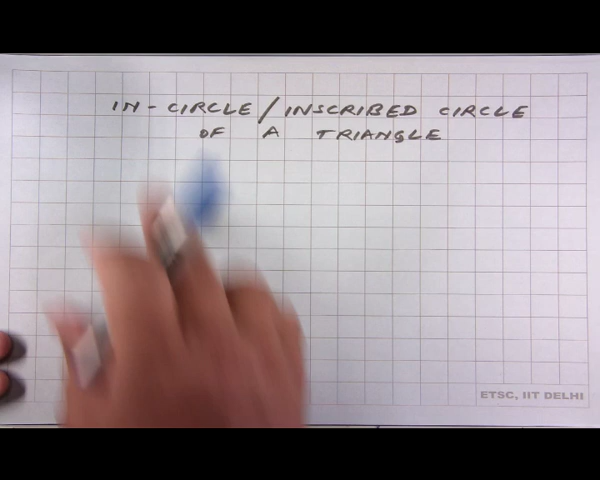 IN-CIRCLE/INSCRIBED CIRCLE
OF A TRIANGLE
ETSC, IIT DELHI